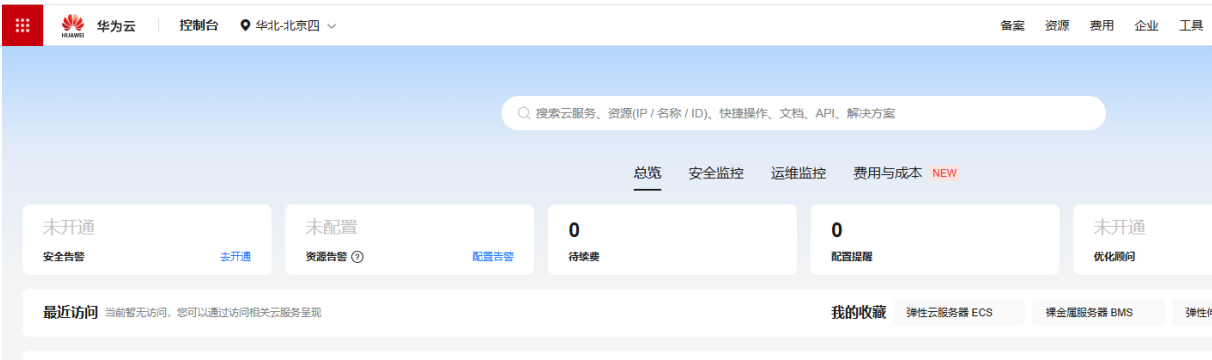 HUAWEI 华为云 控制台 华北-北京四 备案 资源 费用 企业 工具
搜索云服务、资源(IP / 名称 / ID)、快捷操作、文档、API、解决方案
总览 安全监控 运维监控 费用与成本 NEW
未开通 未配置 0 0 未开通
安全告警 去开通 资源告警 配置告警 待续费 配置提醒 优化顾问
最近访问 当前暂无访问，您可以通过访问相关云服务呈现 我的收藏 弹性云服务器 ECS 裸金属服务器 BMS 弹性